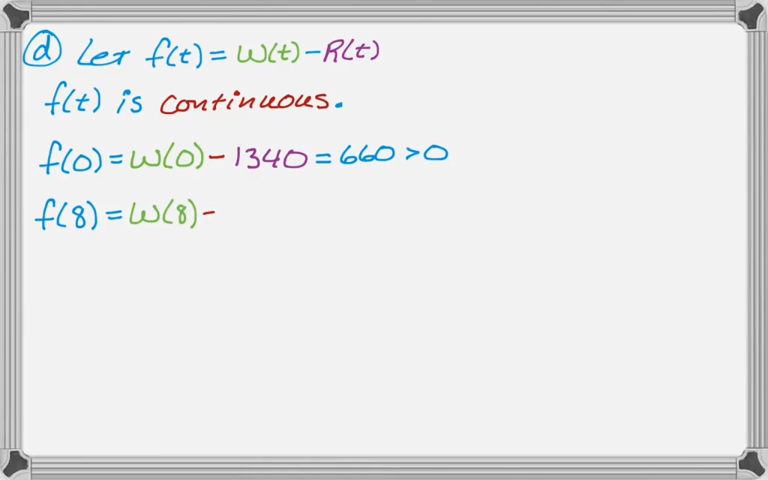 d Let f(t) = W(t) - R(t)
f(t) is continuous.
f(0) = W(0) - 1340 = 660 > 0
f(8) = W(8) -